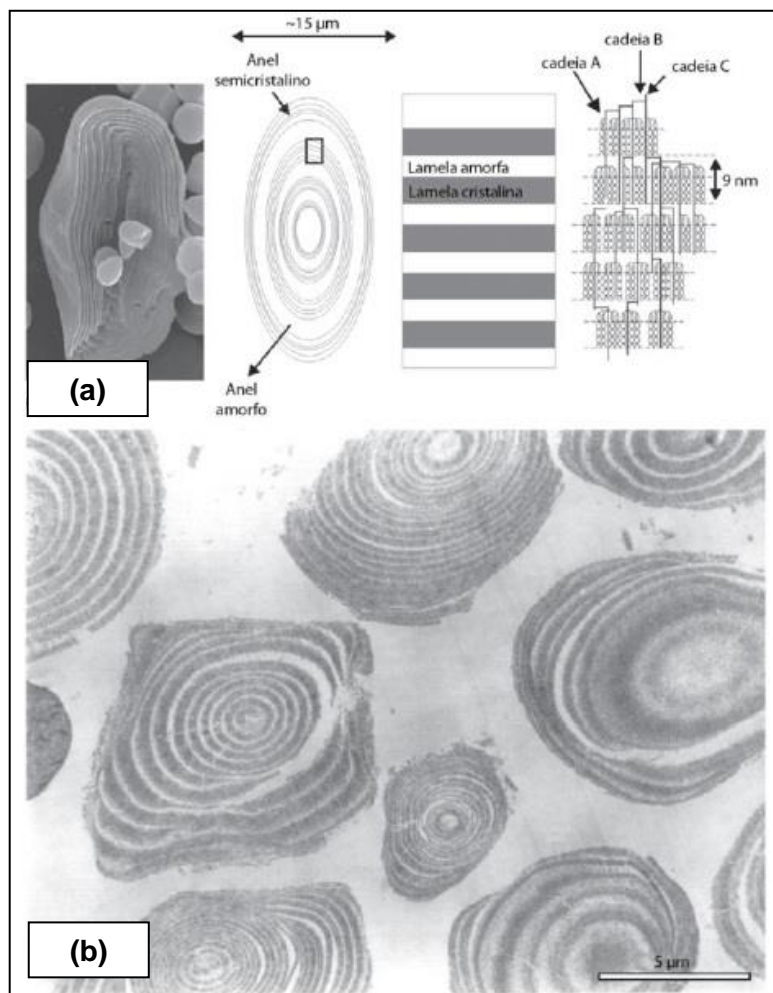 ~15 µm
Anel
semicristalino
Anel
amorfo
Lamela amorfa
Lamela cristalina
cadeia B
cadeia A
cadeia C
9 nm
(a)
(b)
5 µm